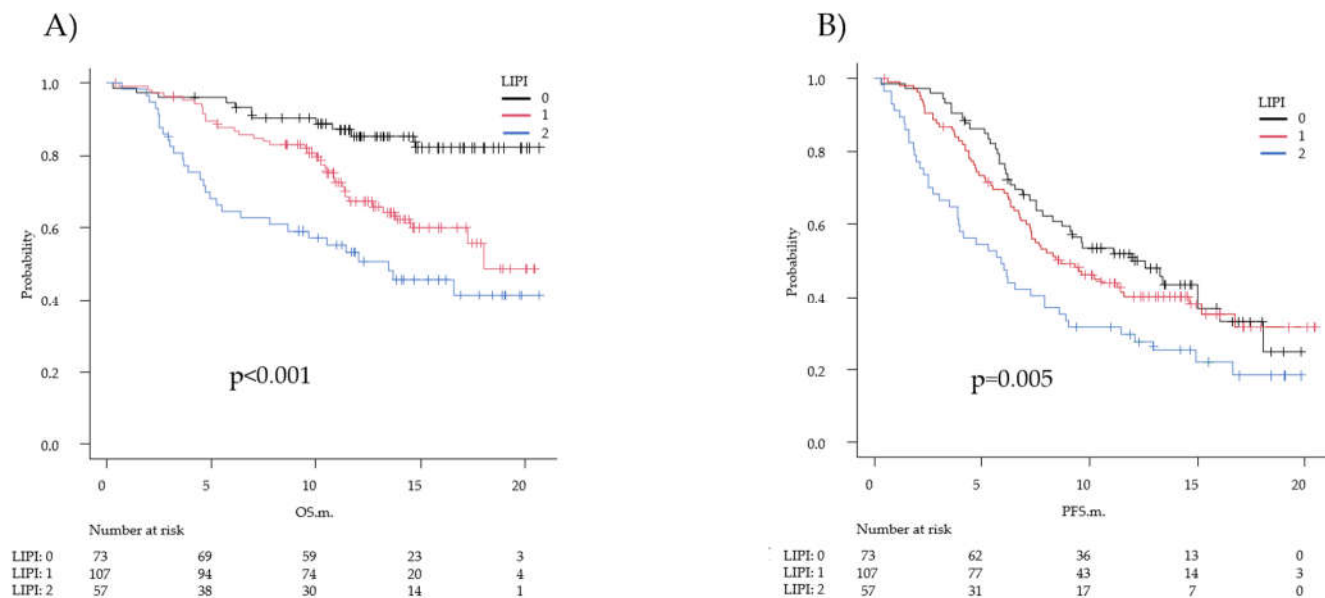 A)
LIPI
0
1
2
1.0
0.8
0.6
0.4
0.2
0.0
Probability
p<0.001
0 5 10 15 20
OS.m.
Number at risk
LIPI: 0 73 69 59 23 3
LIPI: 1 107 94 74 20 4
LIPI: 2 57 38 30 14 1
B)
LIPI
0
1
2
1.0
0.8
0.6
0.4
0.2
0.0
Probability
p=0.005
0 5 10 15 20
PFS.m.
Number at risk
LIPI: 0 73 62 36 13 0
LIPI: 1 107 77 43 14 3
LIPI: 2 57 31 17 7 0